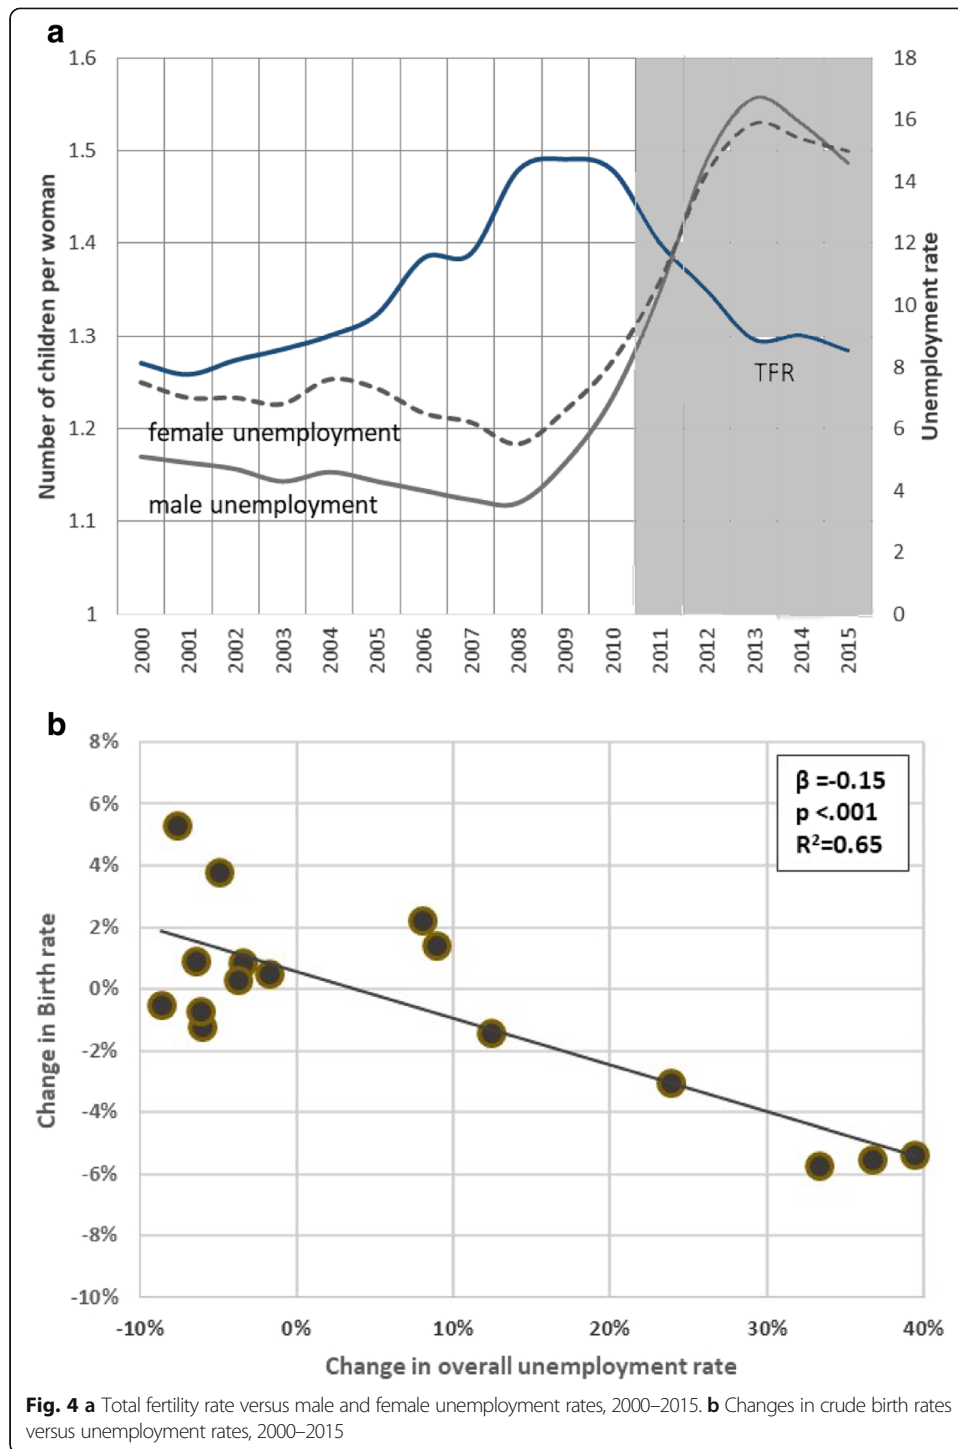 a
1.6
1.5
1.4
1.3
1.2
1.1
1
Number of children per woman
18
16
14
12
10
8
6
4
2
0
Unemployment rate
TFR
female unemployment
male unemployment
2000 2001 2002 2003 2004 2005 2006 2007 2008 2009 2010 2011 2012 2013 2014 2015
b
8%
6%
4%
2%
0%
-2%
-4%
-6%
-8%
-10%
Change in Birth rate
β =-0.15
p <.001
R²=0.65
-10% 0% 10% 20% 30% 40%
Change in overall unemployment rate
Fig. 4 a Total fertility rate versus male and female unemployment rates, 2000–2015. b Changes in crude birth rates
versus unemployment rates, 2000–2015